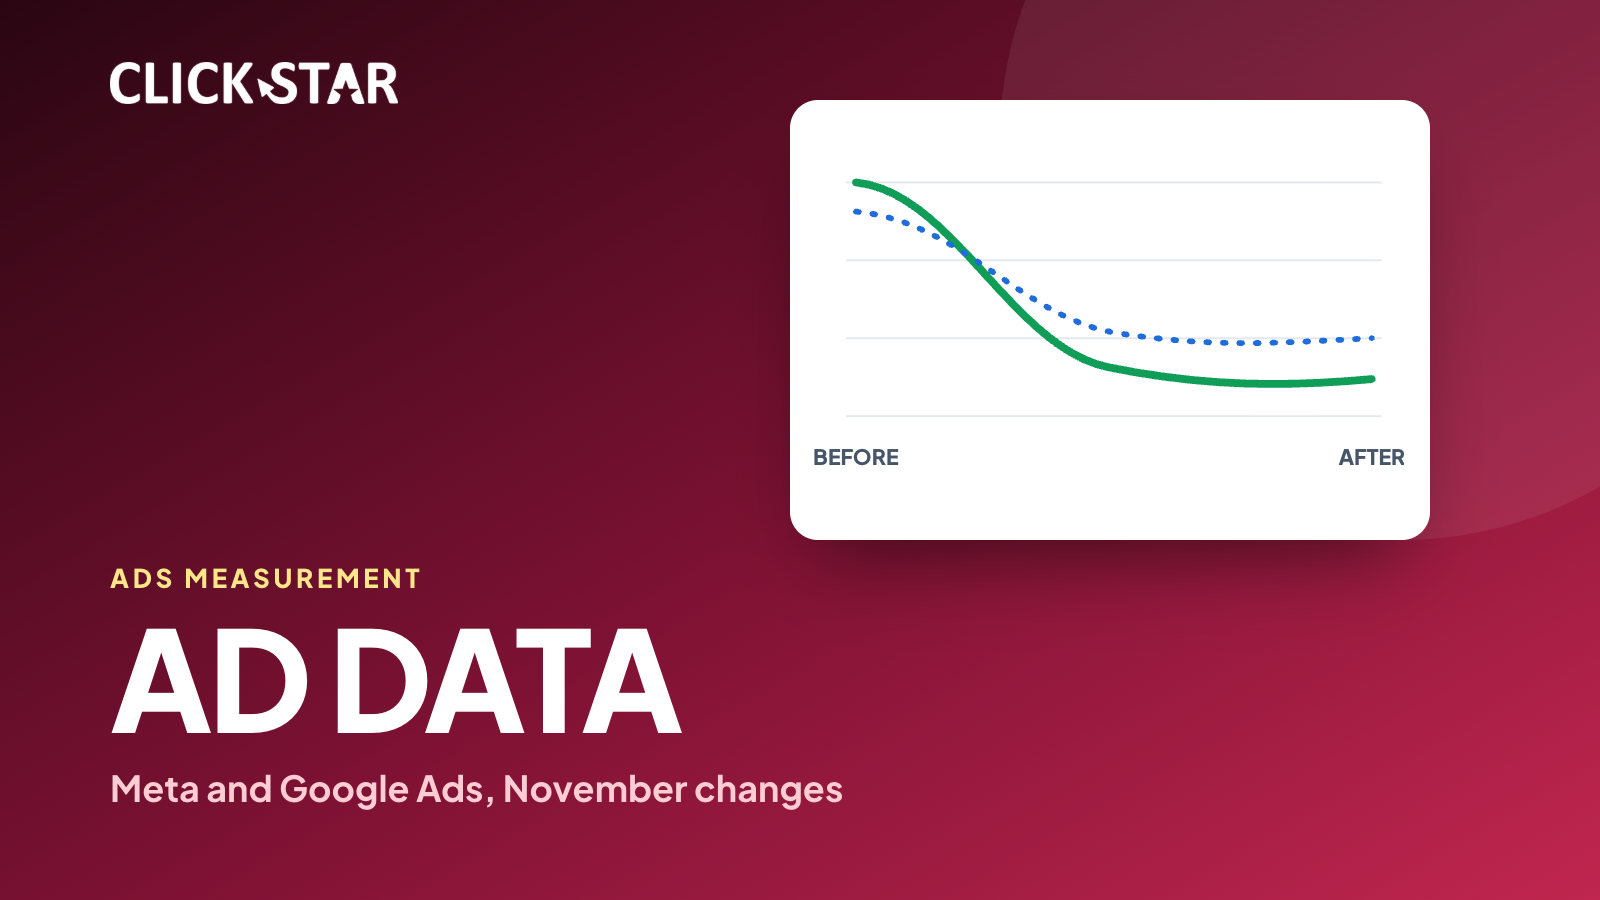 CLICKSTAR
BEFORE
AFTER
ADS MEASUREMENT
AD DATA
Meta and Google Ads, November changes